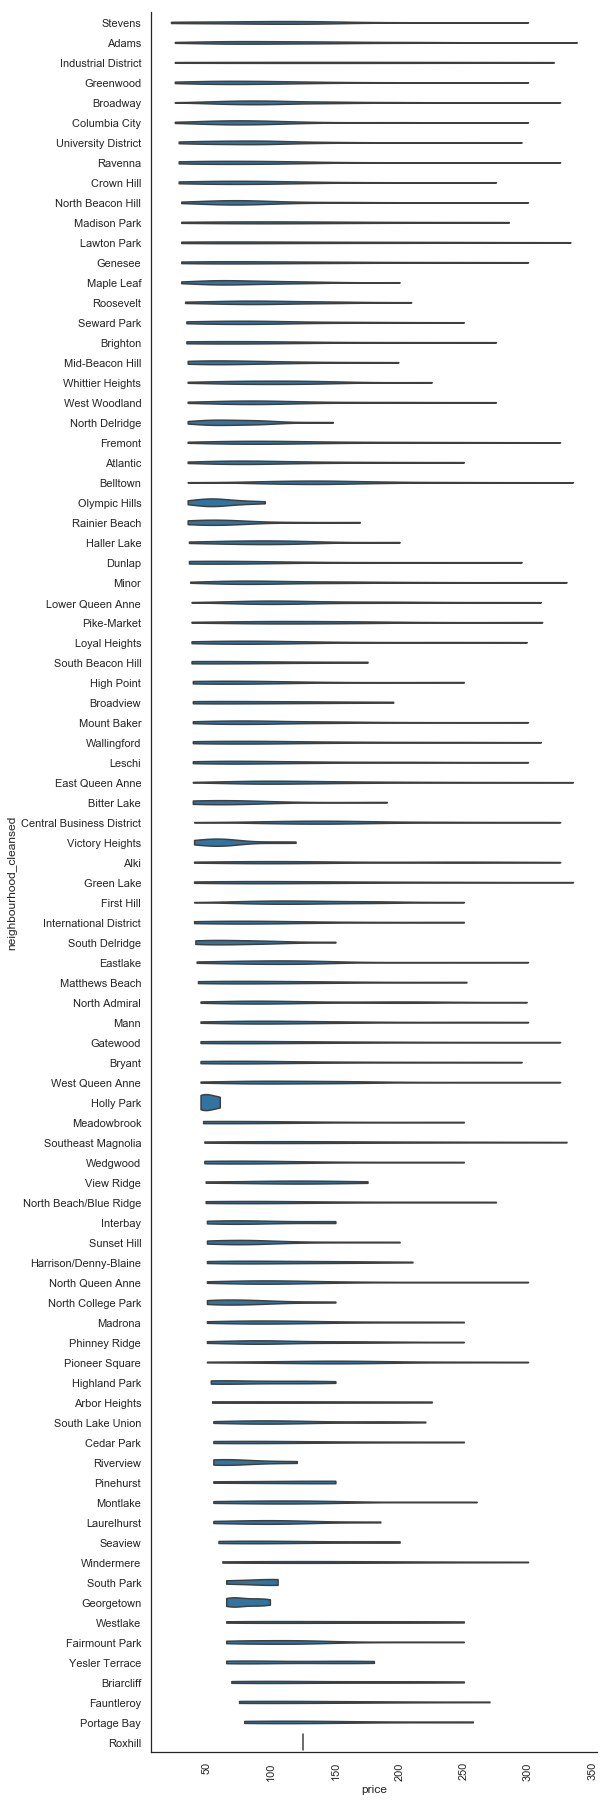 Stevens
Adams
Industrial District
Greenwood
Broadway
Columbia City
University District
Ravenna
Crown Hill
North Beacon Hill
Madison Park
Lawton Park
Genesee
Maple Leaf
Roosevelt
Seward Park
Brighton
Mid-Beacon Hill
Whittier Heights
West Woodland
North Delridge
Fremont
Atlantic
Belltown
Olympic Hills
Rainier Beach
Haller Lake
Dunlap
Minor
Lower Queen Anne
Pike-Market
Loyal Heights
South Beacon Hill
High Point
Broadview
Mount Baker
Wallingford
Leschi
East Queen Anne
Bitter Lake
Central Business District
Victory Heights
Alki
Green Lake
First Hill
International District
South Delridge
Eastlake
Matthews Beach
North Admiral
Mann
Gatewood
Bryant
West Queen Anne
Holly Park
Meadowbrook
Southeast Magnolia
Wedgwood
View Ridge
North Beach/Blue Ridge
Interbay
Sunset Hill
Harrison/Denny-Blaine
North Queen Anne
North College Park
Madrona
Phinney Ridge
Pioneer Square
Highland Park
Arbor Heights
South Lake Union
Cedar Park
Riverview
Pinehurst
Montlake
Laurelhurst
Seaview
Windermere
South Park
Georgetown
Westlake
Fairmount Park
Yesler Terrace
Briarcliff
Fauntleroy
Portage Bay
Roxhill
neighbourhood_cleansed
50 100 150 200 250 300 350
price